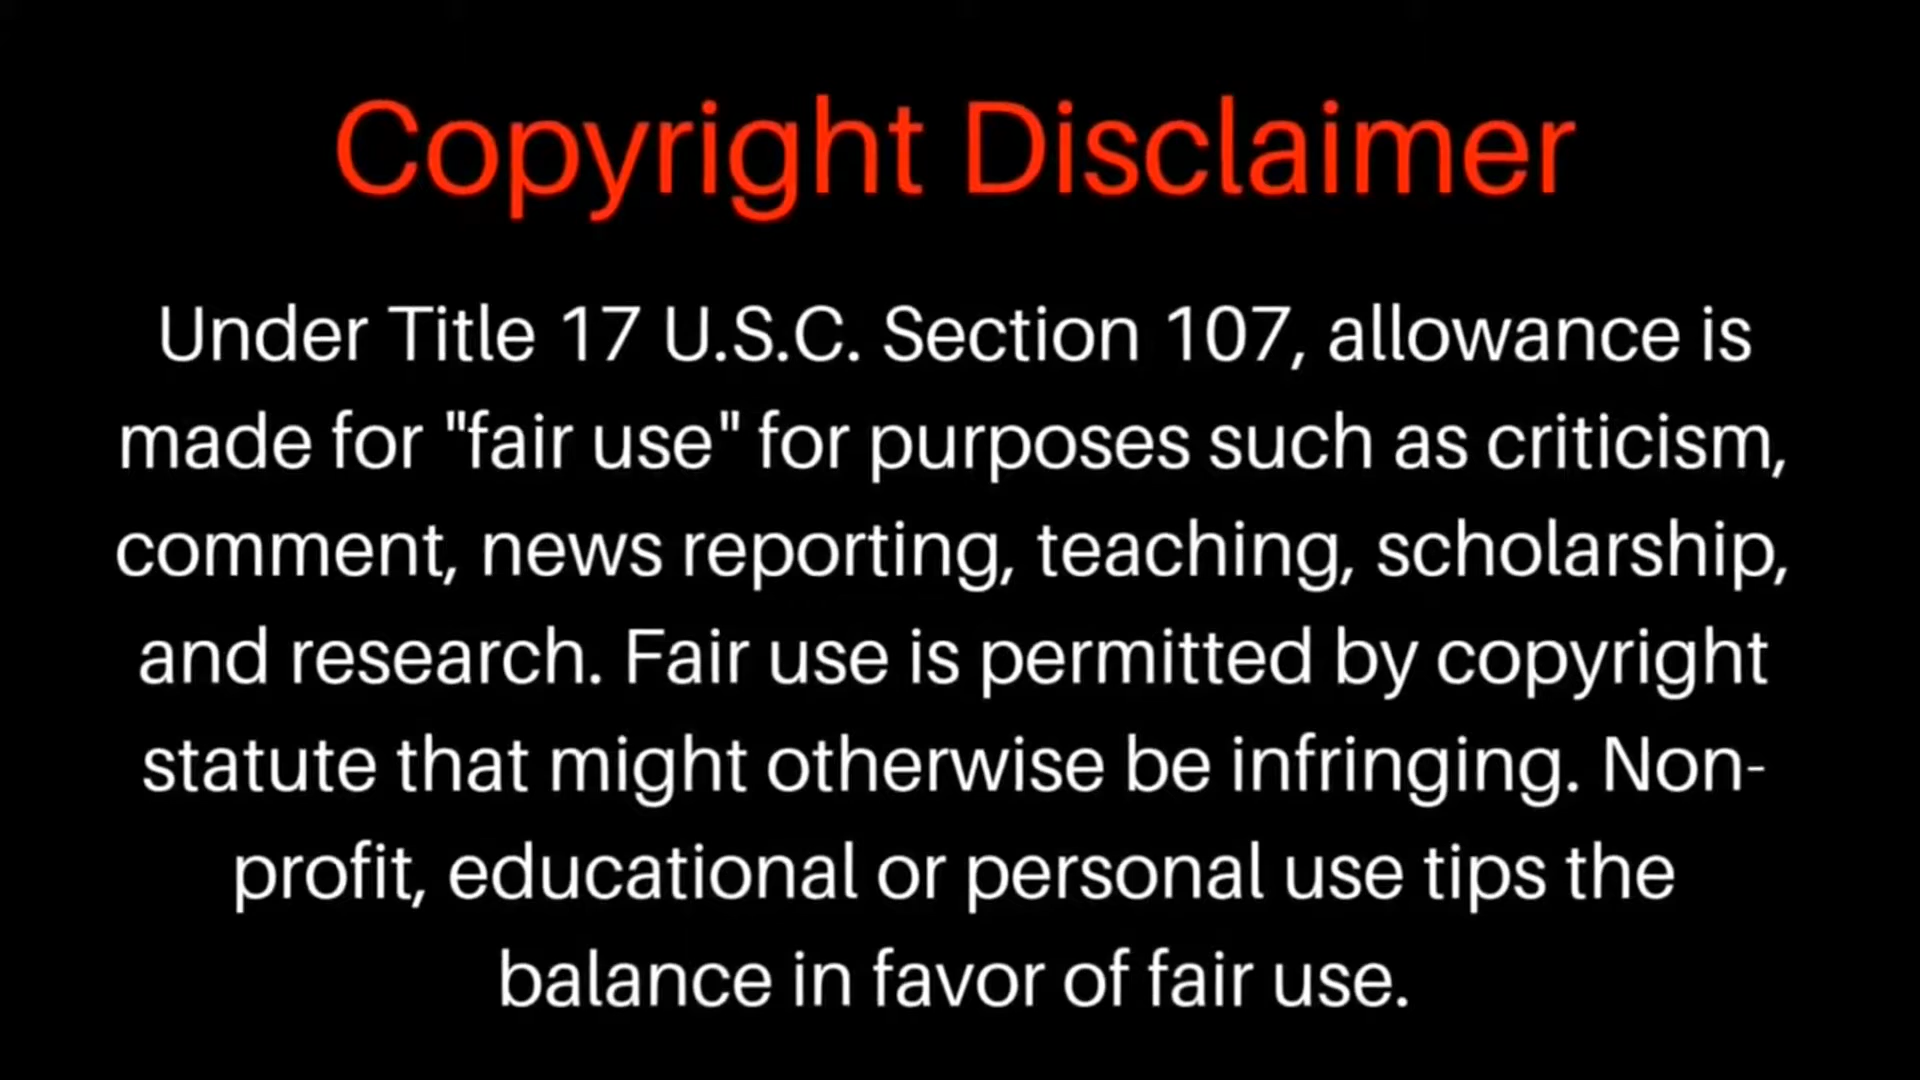 Copyright Disclaimer
Under Title 17 U.S.C. Section 107, allowance is
made for "fair use" for purposes such as criticism,
comment, news reporting, teaching, scholarship,
and research. Fair use is permitted by copyright
statute that might otherwise be infringing. Non-
profit, educational or personal use tips the
balance in favor of fair use.